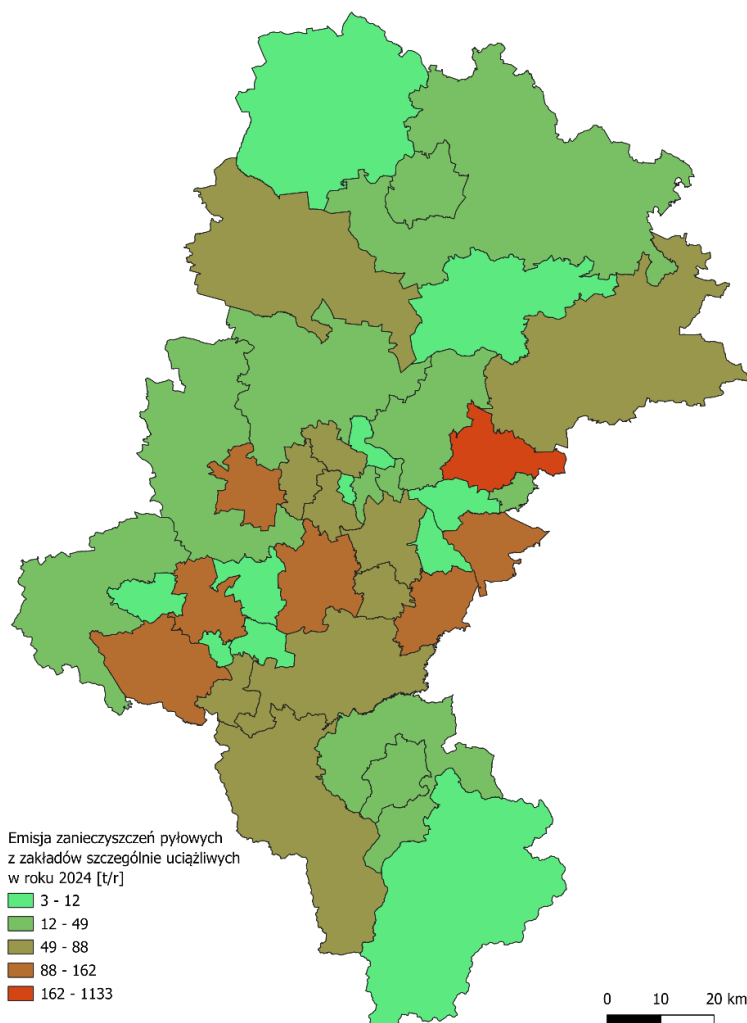 Emisja zanieczyszczeń pyłowych
z zakładów szczególnie uciążliwych
w roku 2024 [t/r]
3 - 12
12 - 49
49 - 88
88 - 162
162 - 1133
0 10 20 km